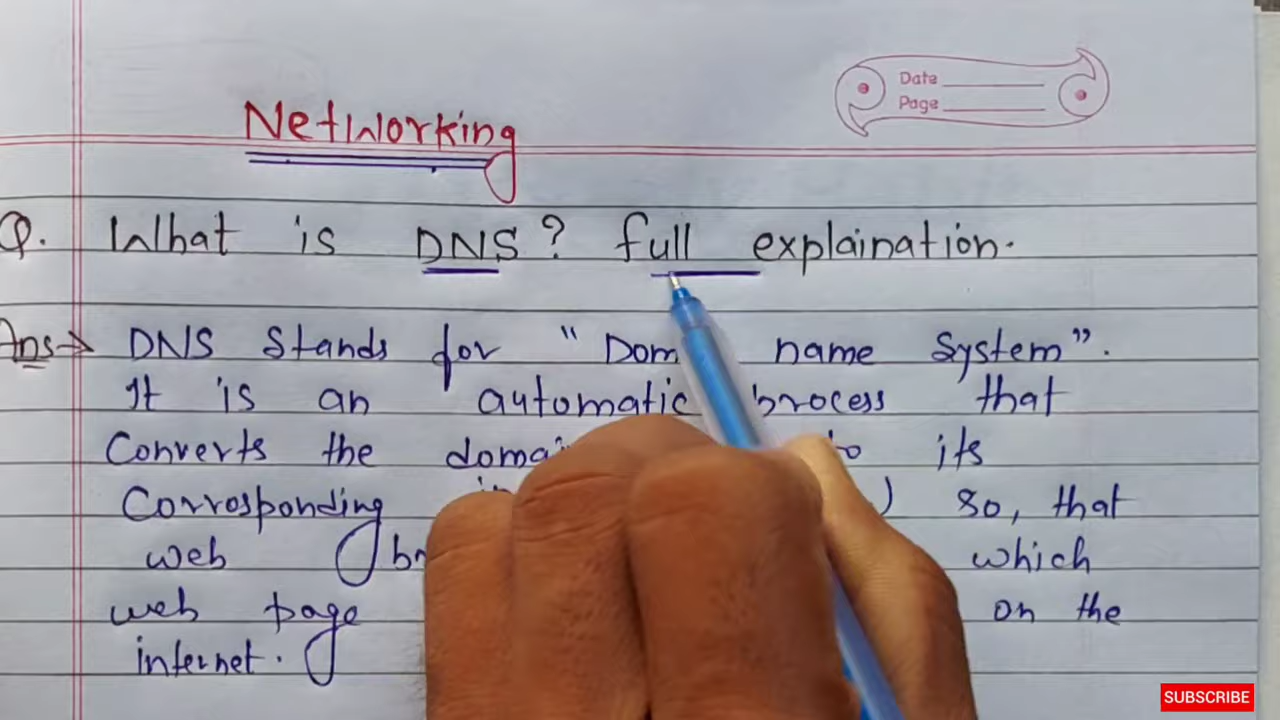 Date
Page
Networking
Q. What is DNS? full explaination.
Ans → DNS Stands for "Dom name System".
It is an automatic process that
Converts the its
Corresponding so, that
web which
web page on the
internet.
SUBSCRIBE